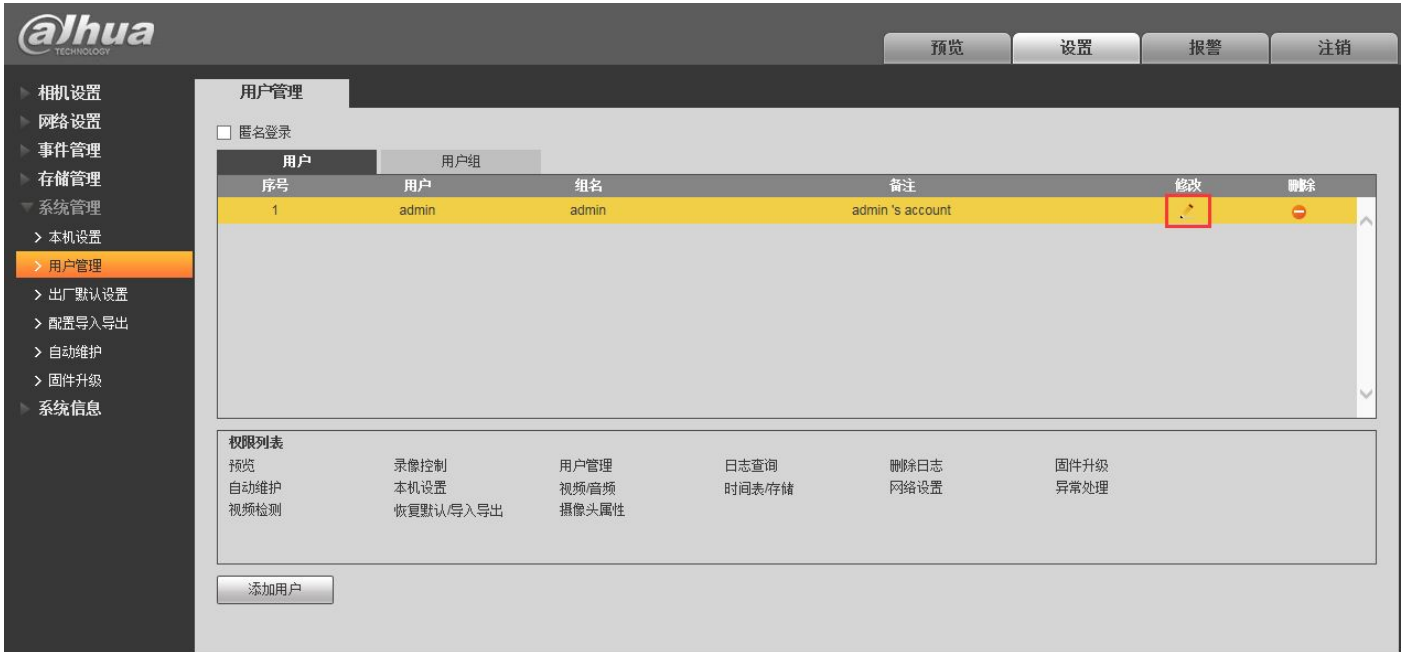 alhua
TECHNOLOGY
预览 设置 报警 注销
相机设置
网络设置
事件管理
存储管理
系统管理
> 本机设置
> 用户管理
> 出厂默认设置
> 配置导入导出
> 自动维护
> 固件升级
系统信息
用户管理
匿名登录
用户 用户组
序号 用户 组名 备注 修改 删除
1 admin admin admin 's account
权限列表
预览 录像控制 用户管理 日志查询 删除日志 固件升级
自动维护 本机设置 视频/音频 时间表/存储 网络设置 异常处理
视频检测 恢复默认/导入导出 摄像头属性
添加用户